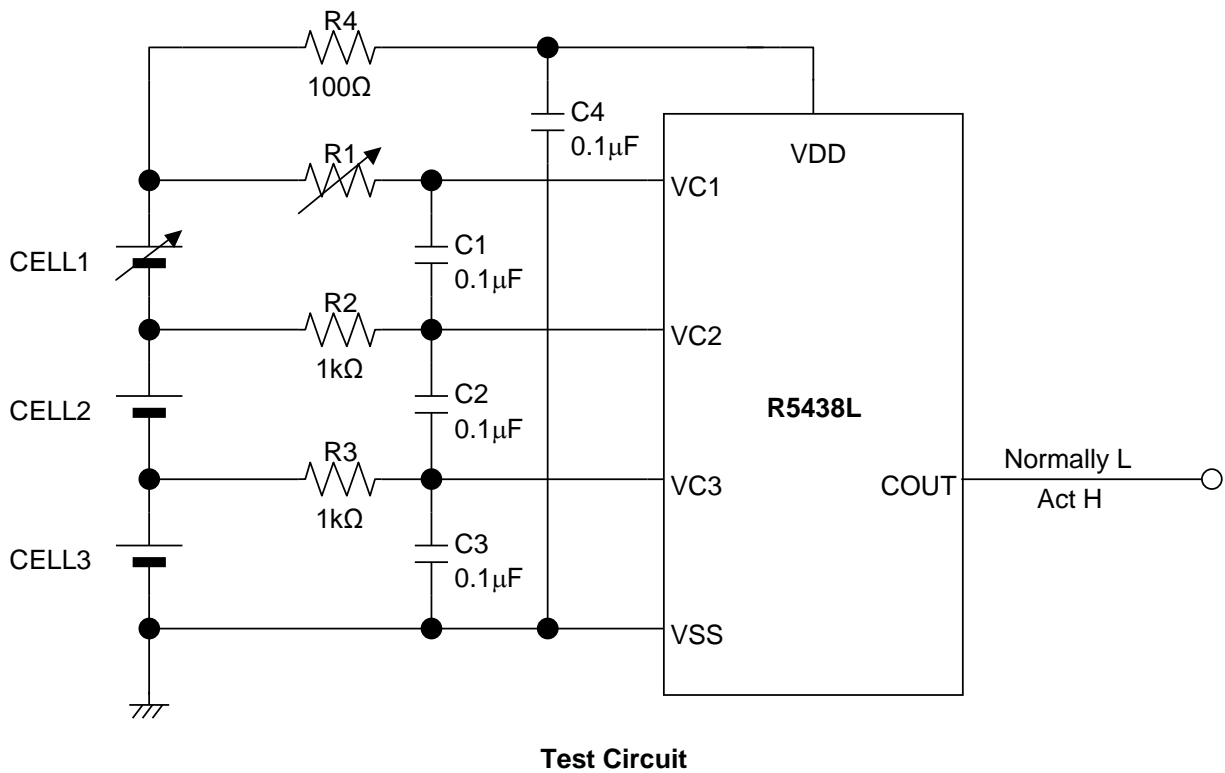 R4
100Ω
C4
0.1μF
VDD
R1
VC1
CELL1
C1
0.1μF
R2
1kΩ
VC2
CELL2
C2
0.1μF
R5438L
R3
1kΩ
VC3
COUT
Normally L
Act H
CELL3
C3
0.1μF
VSS
Test Circuit